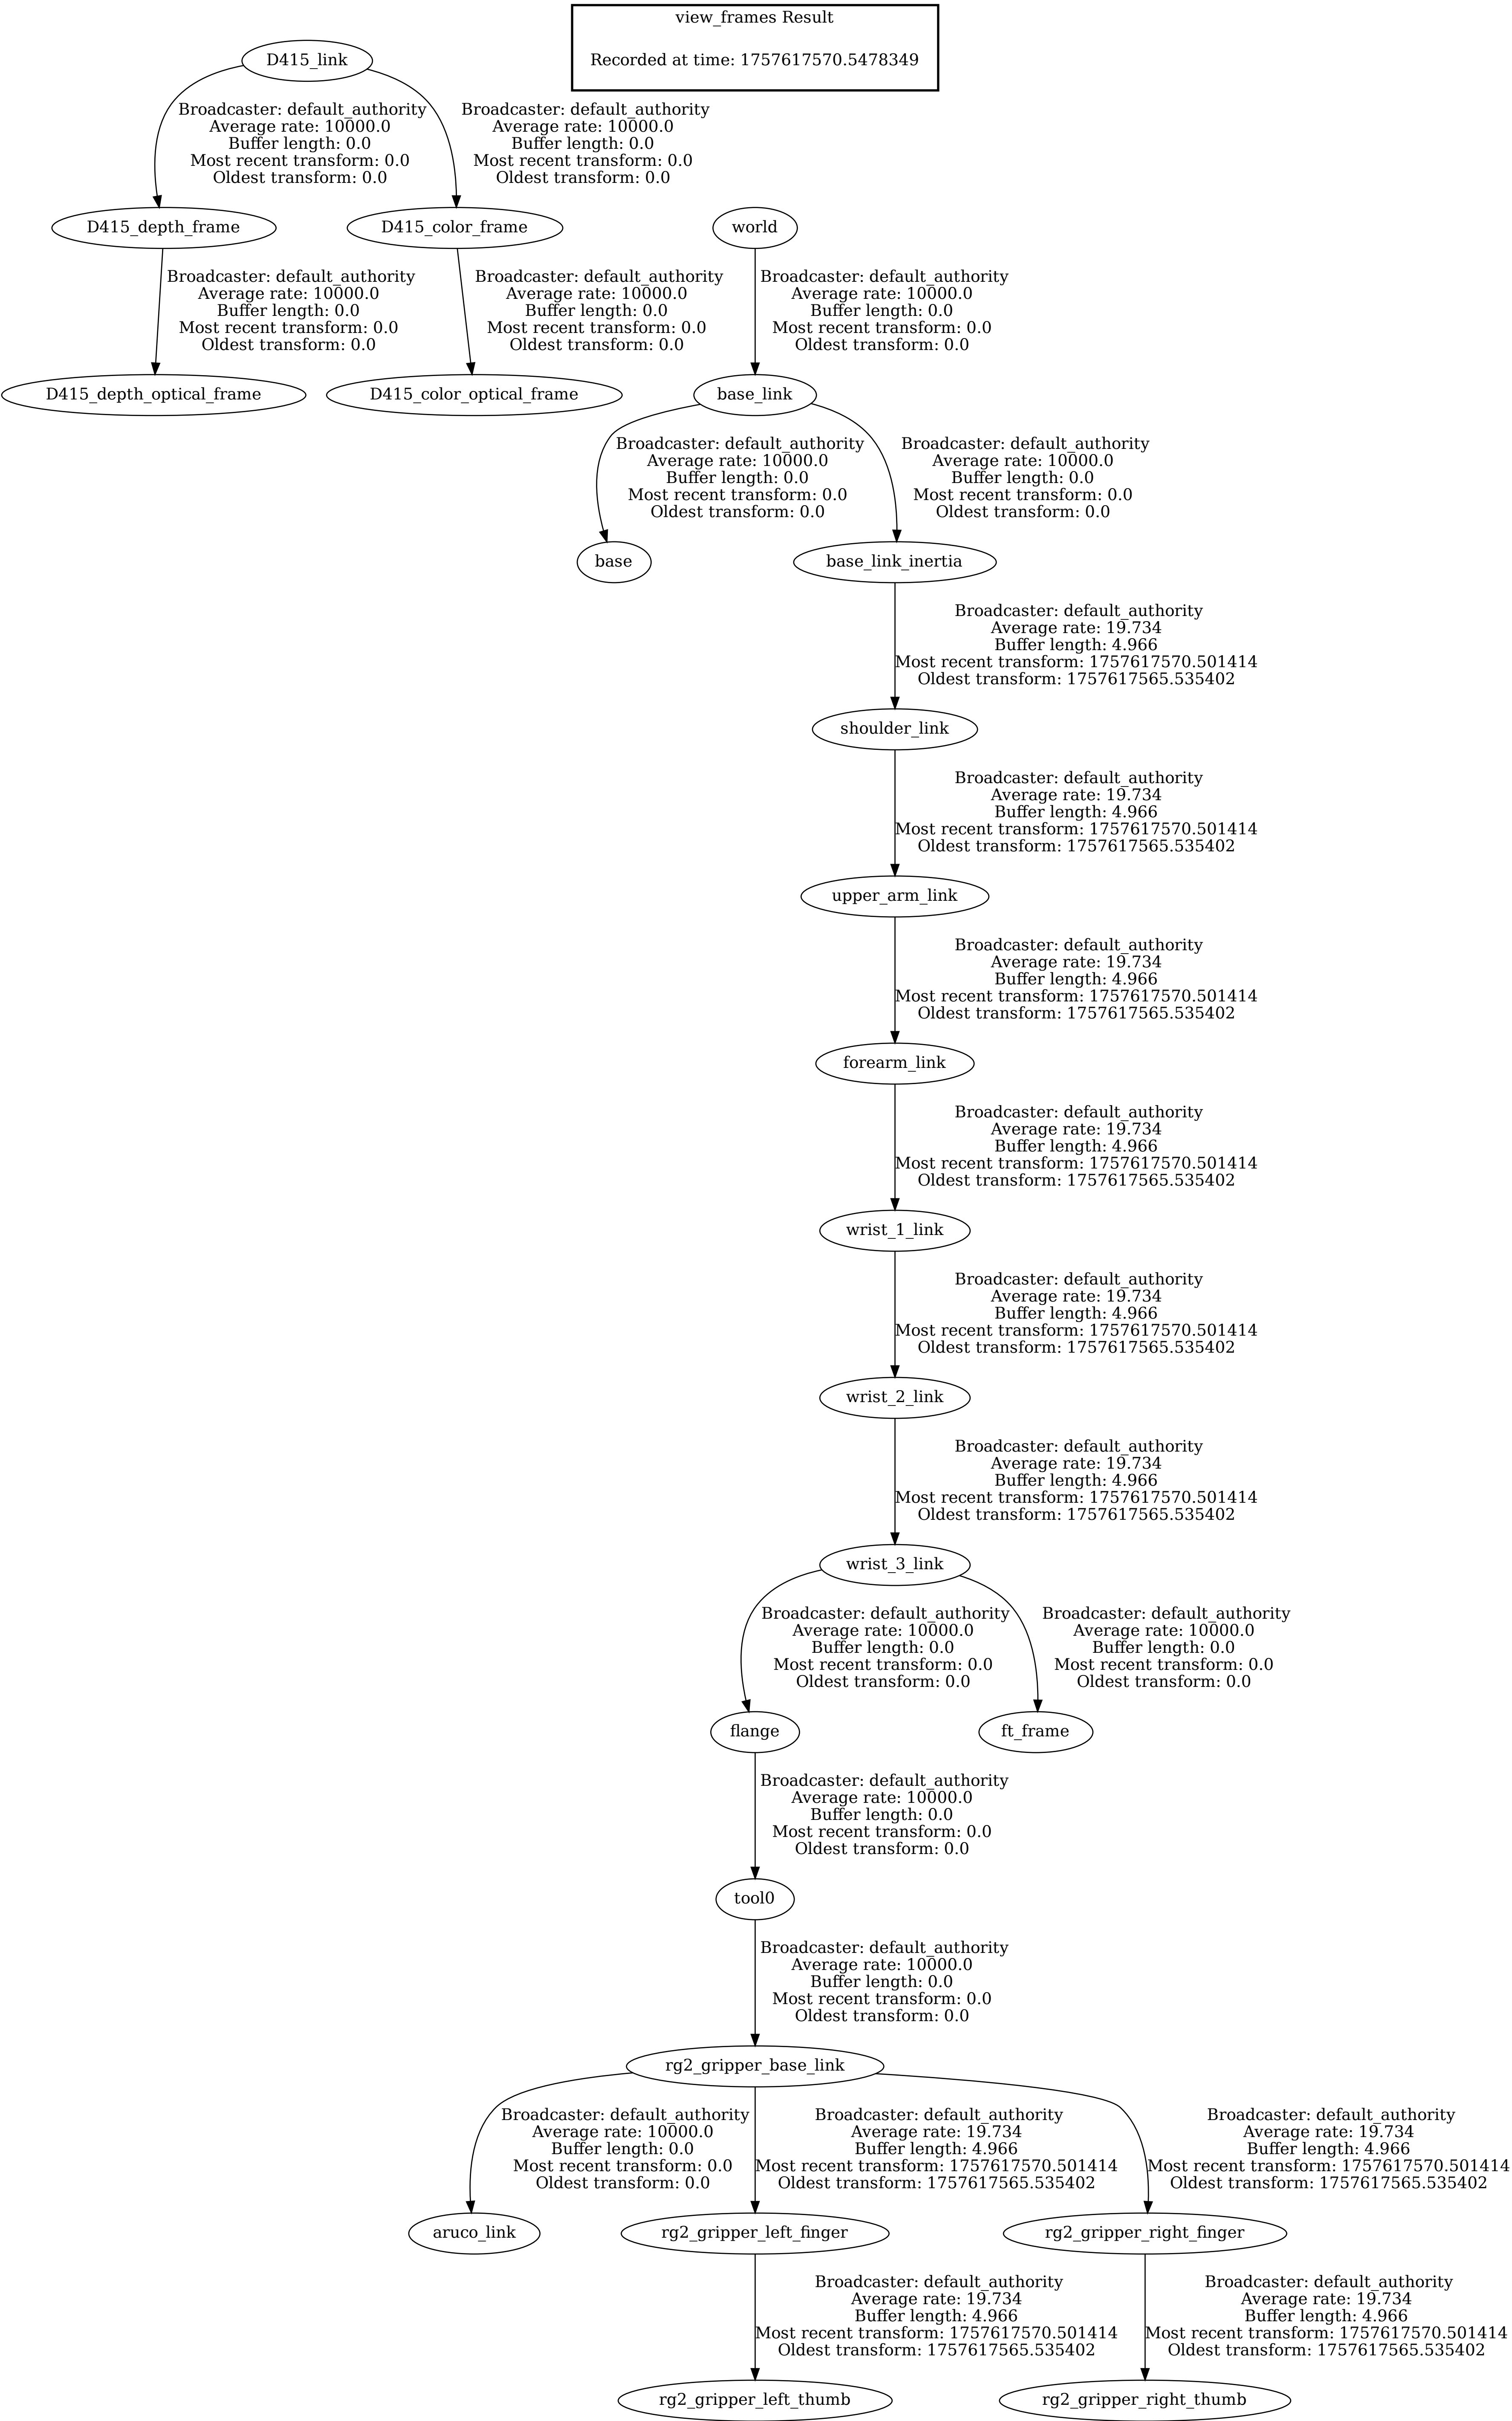 view_frames Result
Recorded at time: 1757617570.5478349
D415_link
Broadcaster: default_authority
Average rate: 10000.0
Buffer length: 0.0
Most recent transform: 0.0
Oldest transform: 0.0
Broadcaster: default_authority
Average rate: 10000.0
Buffer length: 0.0
Most recent transform: 0.0
Oldest transform: 0.0
D415_depth_frame
D415_color_frame
world
Broadcaster: default_authority
Average rate: 10000.0
Buffer length: 0.0
Most recent transform: 0.0
Oldest transform: 0.0
Broadcaster: default_authority
Average rate: 10000.0
Buffer length: 0.0
Most recent transform: 0.0
Oldest transform: 0.0
Broadcaster: default_authority
Average rate: 10000.0
Buffer length: 0.0
Most recent transform: 0.0
Oldest transform: 0.0
D415_depth_optical_frame
D415_color_optical_frame
base_link
Broadcaster: default_authority
Average rate: 10000.0
Buffer length: 0.0
Most recent transform: 0.0
Oldest transform: 0.0
Broadcaster: default_authority
Average rate: 10000.0
Buffer length: 0.0
Most recent transform: 0.0
Oldest transform: 0.0
base
base_link_inertia
Broadcaster: default_authority
Average rate: 19.734
Buffer length: 4.966
Most recent transform: 1757617570.501414
Oldest transform: 1757617565.535402
shoulder_link
Broadcaster: default_authority
Average rate: 19.734
Buffer length: 4.966
Most recent transform: 1757617570.501414
Oldest transform: 1757617565.535402
upper_arm_link
Broadcaster: default_authority
Average rate: 19.734
Buffer length: 4.966
Most recent transform: 1757617570.501414
Oldest transform: 1757617565.535402
forearm_link
Broadcaster: default_authority
Average rate: 19.734
Buffer length: 4.966
Most recent transform: 1757617570.501414
Oldest transform: 1757617565.535402
wrist_1_link
Broadcaster: default_authority
Average rate: 19.734
Buffer length: 4.966
Most recent transform: 1757617570.501414
Oldest transform: 1757617565.535402
wrist_2_link
Broadcaster: default_authority
Average rate: 19.734
Buffer length: 4.966
Most recent transform: 1757617570.501414
Oldest transform: 1757617565.535402
wrist_3_link
Broadcaster: default_authority
Average rate: 10000.0
Buffer length: 0.0
Most recent transform: 0.0
Oldest transform: 0.0
Broadcaster: default_authority
Average rate: 10000.0
Buffer length: 0.0
Most recent transform: 0.0
Oldest transform: 0.0
flange
ft_frame
Broadcaster: default_authority
Average rate: 10000.0
Buffer length: 0.0
Most recent transform: 0.0
Oldest transform: 0.0
tool0
Broadcaster: default_authority
Average rate: 10000.0
Buffer length: 0.0
Most recent transform: 0.0
Oldest transform: 0.0
rg2_gripper_base_link
Broadcaster: default_authority
Average rate: 10000.0
Buffer length: 0.0
Most recent transform: 0.0
Oldest transform: 0.0
Broadcaster: default_authority
Average rate: 19.734
Buffer length: 4.966
Most recent transform: 1757617570.501414
Oldest transform: 1757617565.535402
Broadcaster: default_authority
Average rate: 19.734
Buffer length: 4.966
Most recent transform: 1757617570.501414
Oldest transform: 1757617565.535402
aruco_link
rg2_gripper_left_finger
rg2_gripper_right_finger
Broadcaster: default_authority
Average rate: 19.734
Buffer length: 4.966
Most recent transform: 1757617570.501414
Oldest transform: 1757617565.535402
Broadcaster: default_authority
Average rate: 19.734
Buffer length: 4.966
Most recent transform: 1757617570.501414
Oldest transform: 1757617565.535402
rg2_gripper_left_thumb
rg2_gripper_right_thumb